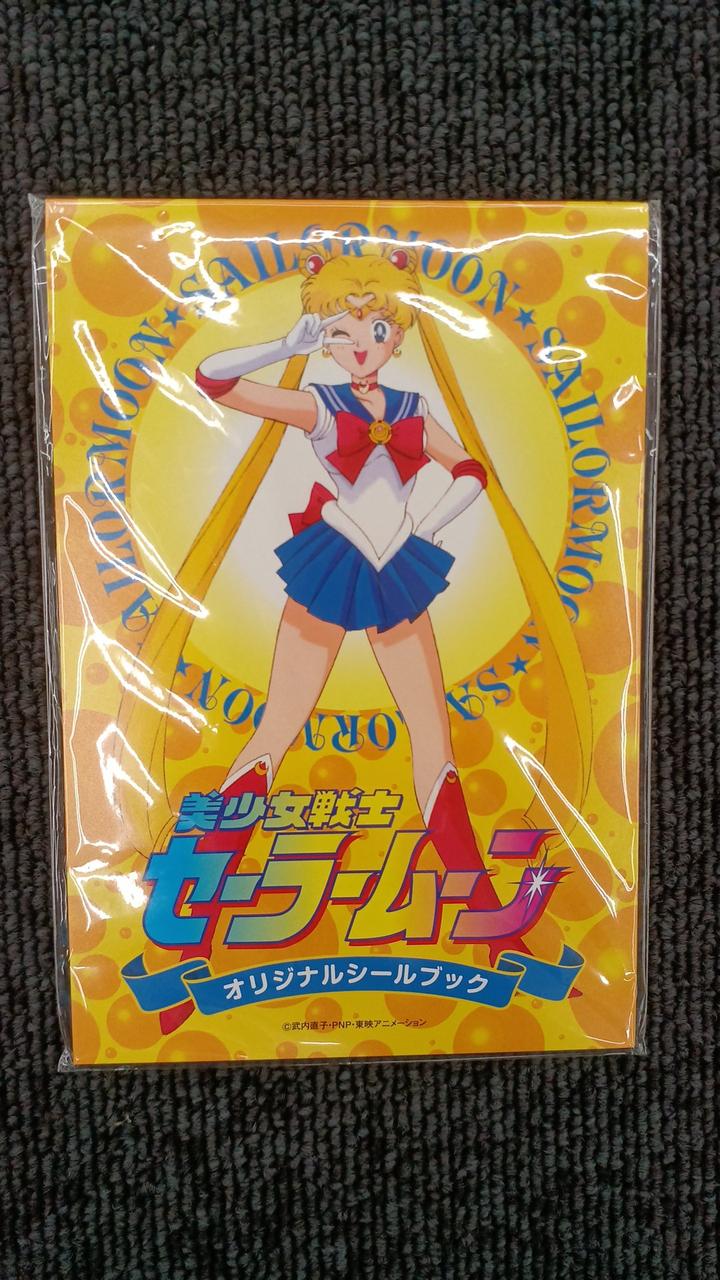 SAILORMOON★SAILORMOON★SAILORMOON★SAILORMOON★
美少女戦士
セーラームーン
オリジナルシールブック
©武内直子・PNP・東映アニメーション